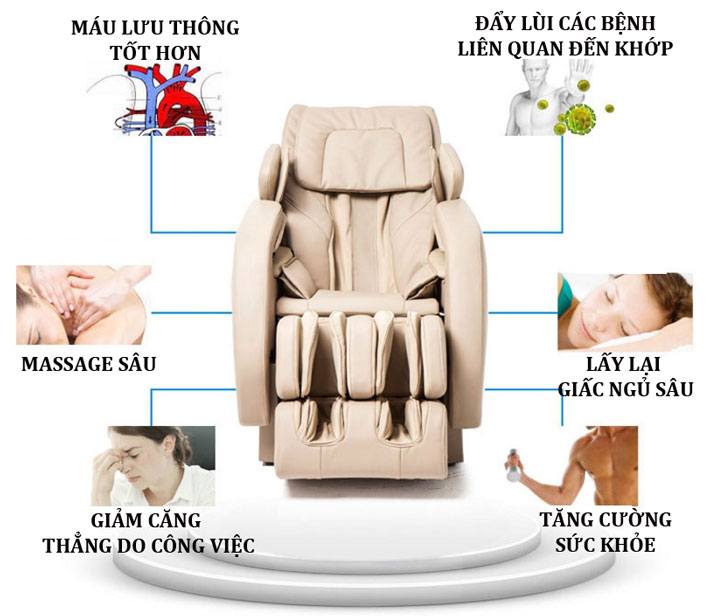 MÁU LƯU THÔNG
TỐT HƠN
ĐẨY LÙI CÁC BỆNH
LIÊN QUAN ĐẾN KHỚP
MASSAGE SÂU
LẤY LẠI
GIẤC NGỦ SÂU
GIẢM CĂNG
THẲNG DO CÔNG VIỆC
TĂNG CƯỜNG
SỨC KHỎE